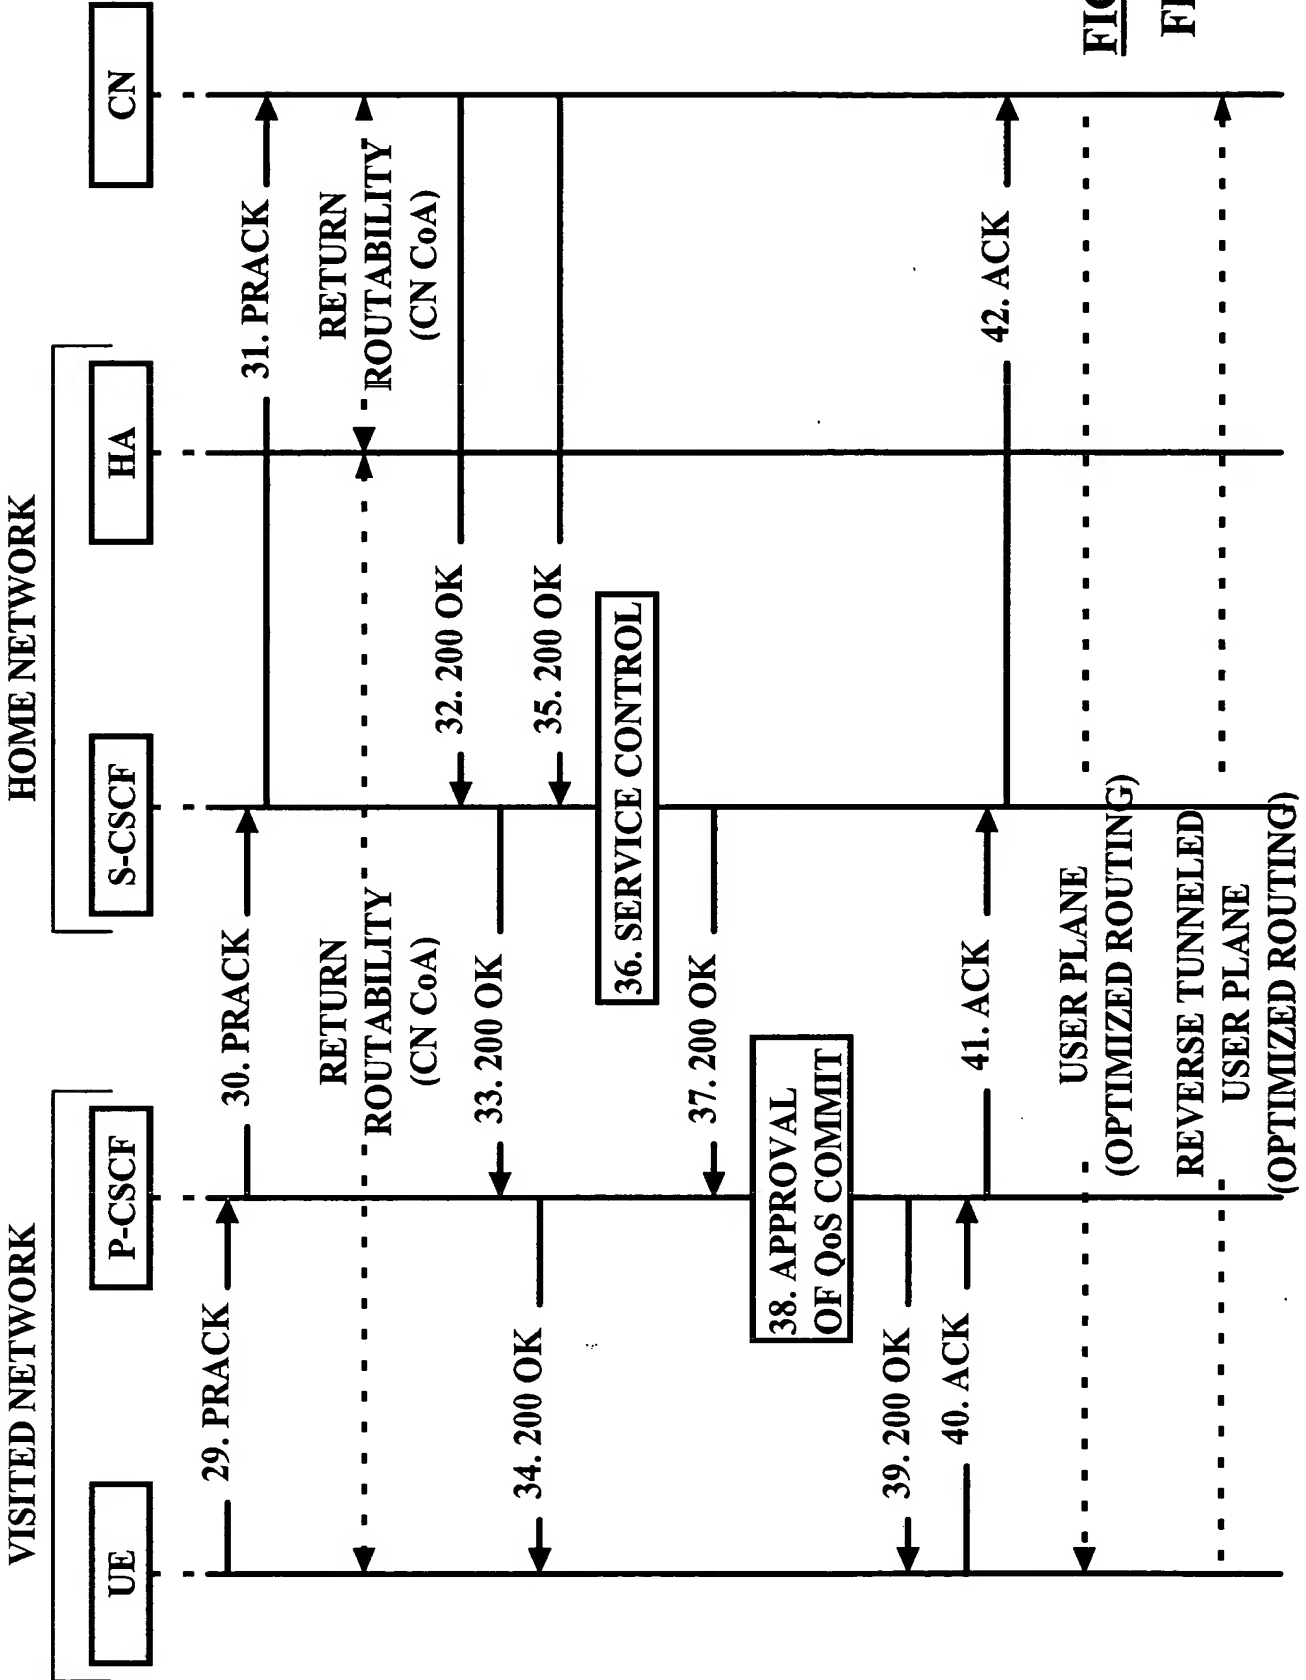 VISITED NETWORK
HOME NETWORK
UE
P-CSCF
S-CSCF
HA
CN
29. PRACK
30. PRACK
31. PRACK
RETURN
ROUTABILITY
(CN CoA)
RETURN
ROUTABILITY
(CN CoA)
32. 200 OK
33. 200 OK
34. 200 OK
35. 200 OK
36. SERVICE CONTROL
37. 200 OK
38. APPROVAL
OF QoS COMMIT
39. 200 OK
40. ACK
41. ACK
42. ACK
USER PLANE
(OPTIMIZED ROUTING)
REVERSE TUNNELED
USER PLANE
(OPTIMIZED ROUTING)